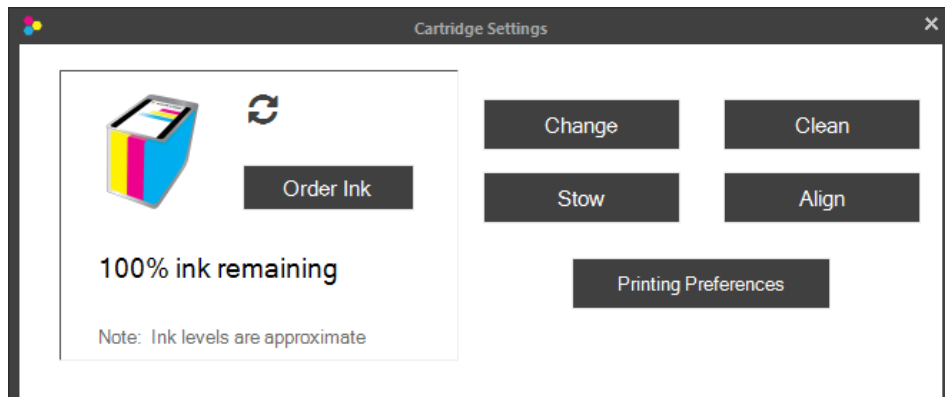 Cartridge Settings
Order Ink
100% ink remaining
Note: Ink levels are approximate
Change
Clean
Stow
Align
Printing Preferences